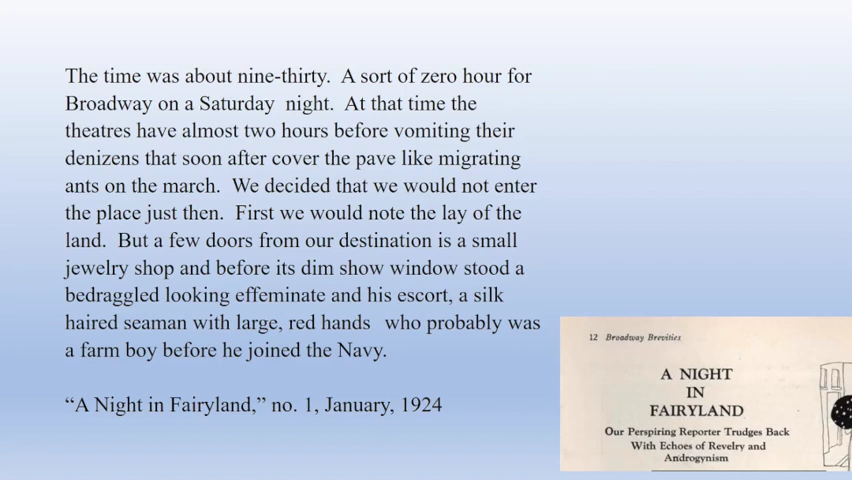 The time was about nine-thirty. A sort of zero hour for
Broadway on a Saturday night. At that time the
theatres have almost two hours before vomiting their
denizens that soon after cover the pave like migrating
ants on the march. We decided that we would not enter
the place just then. First we would note the lay of the
land. But a few doors from our destination is a small
jewelry shop and before its dim show window stood a
bedraggled looking effeminate and his escort, a silk
haired seaman with large, red hands who probably was
a farm boy before he joined the Navy.
“A Night in Fairyland,” no. 1, January, 1924
12 Broadway Brevities
A NIGHT
IN
FAIRYLAND
Our Perspiring Reporter Trudges Back
With Echoes of Revelry and
Androgynism